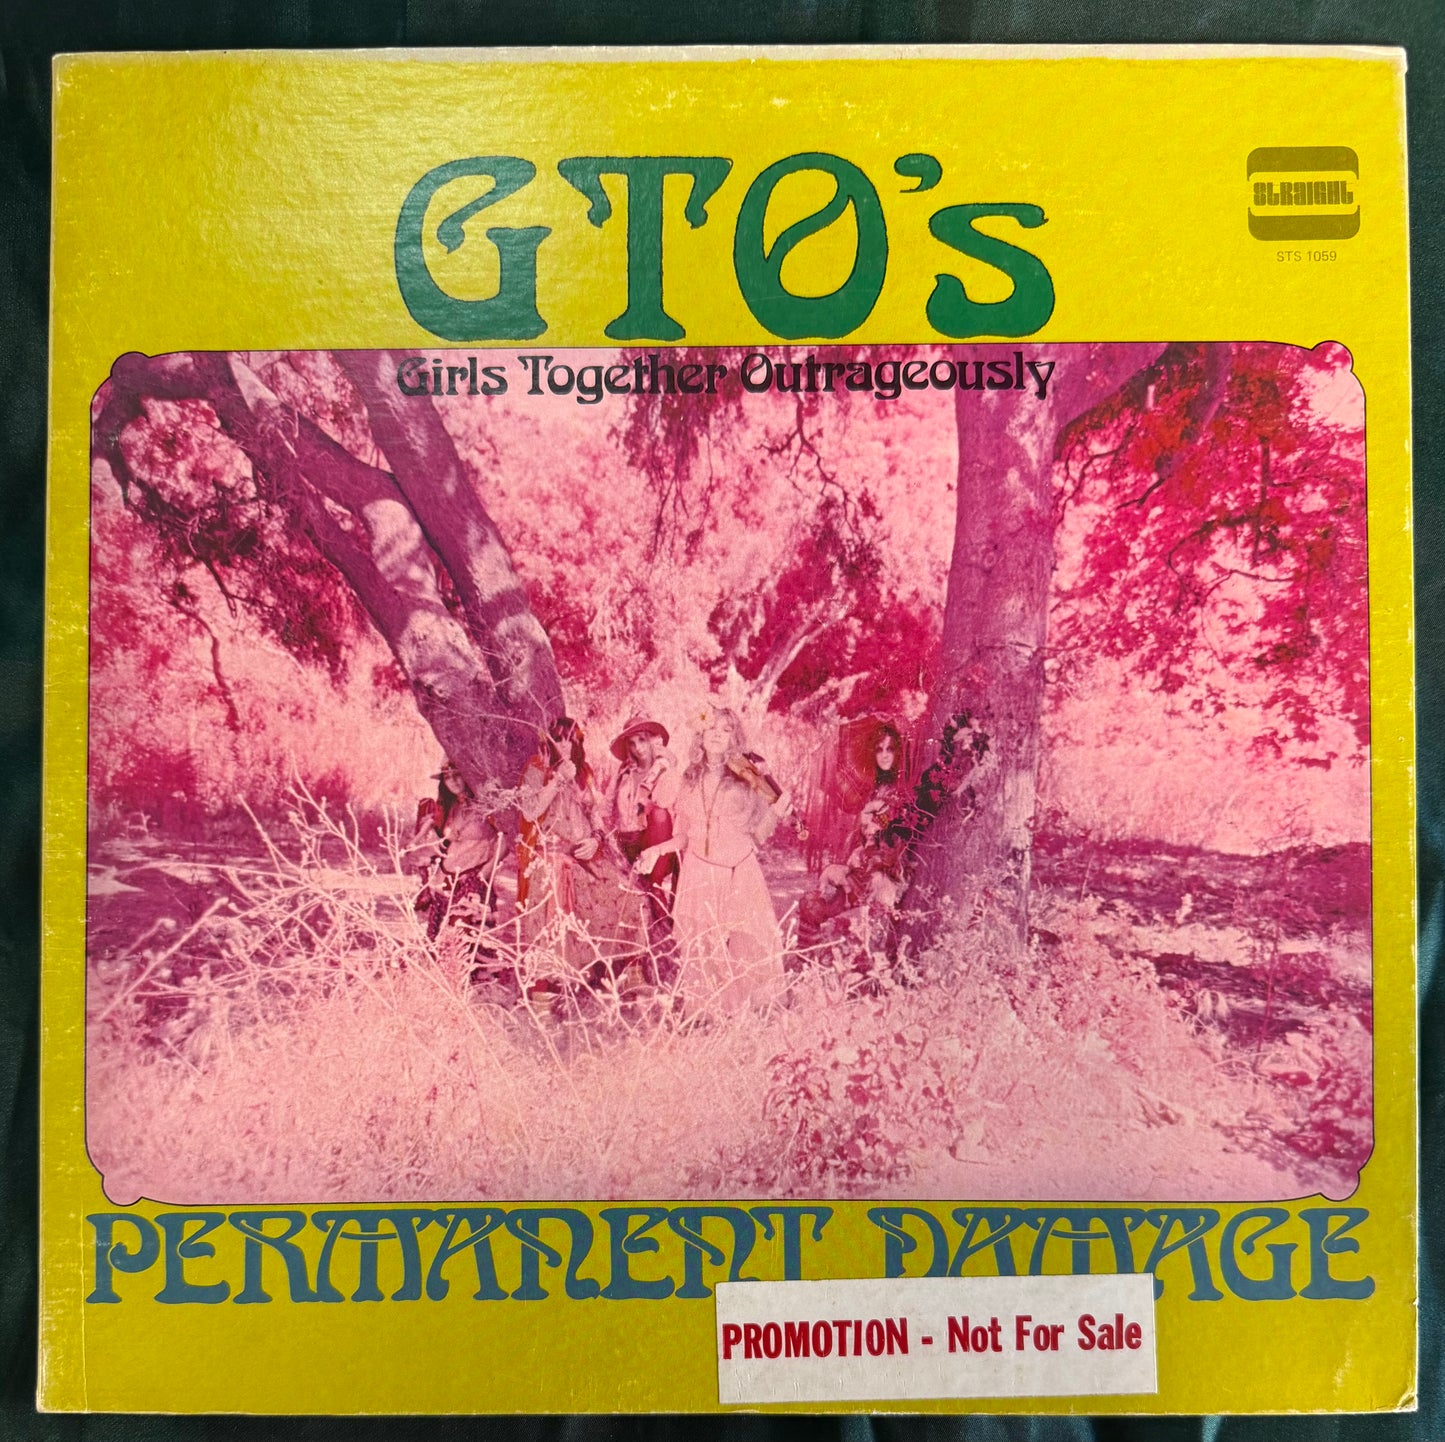 GTO's
STRAIGHT
STS 1059
Girls Together Outrageously
PERMANENT DAMAGE
PROMOTION - Not For Sale